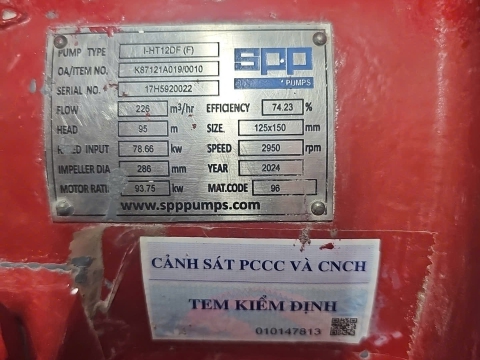 PUMP TYPE I-HT12DF (F)
spp
PUMPS
OA/ITEM NO. K87121A019/0010
SERIAL NO. 17H5920022
FLOW 226 m³/hr EFFICIENCY 74.23 %
HEAD 95 m SIZE. 125x150 mm
INPUT 78.66 kw SPEED 2950 rpm
IMPELLER DIA 286 mm YEAR 2024
MOTOR RATI 93.75 kw MAT.CODE 96
www.spppumps.com
CẢNH SÁT PCCC VÀ CNCH
TEM KIỂM ĐỊNH
010147813